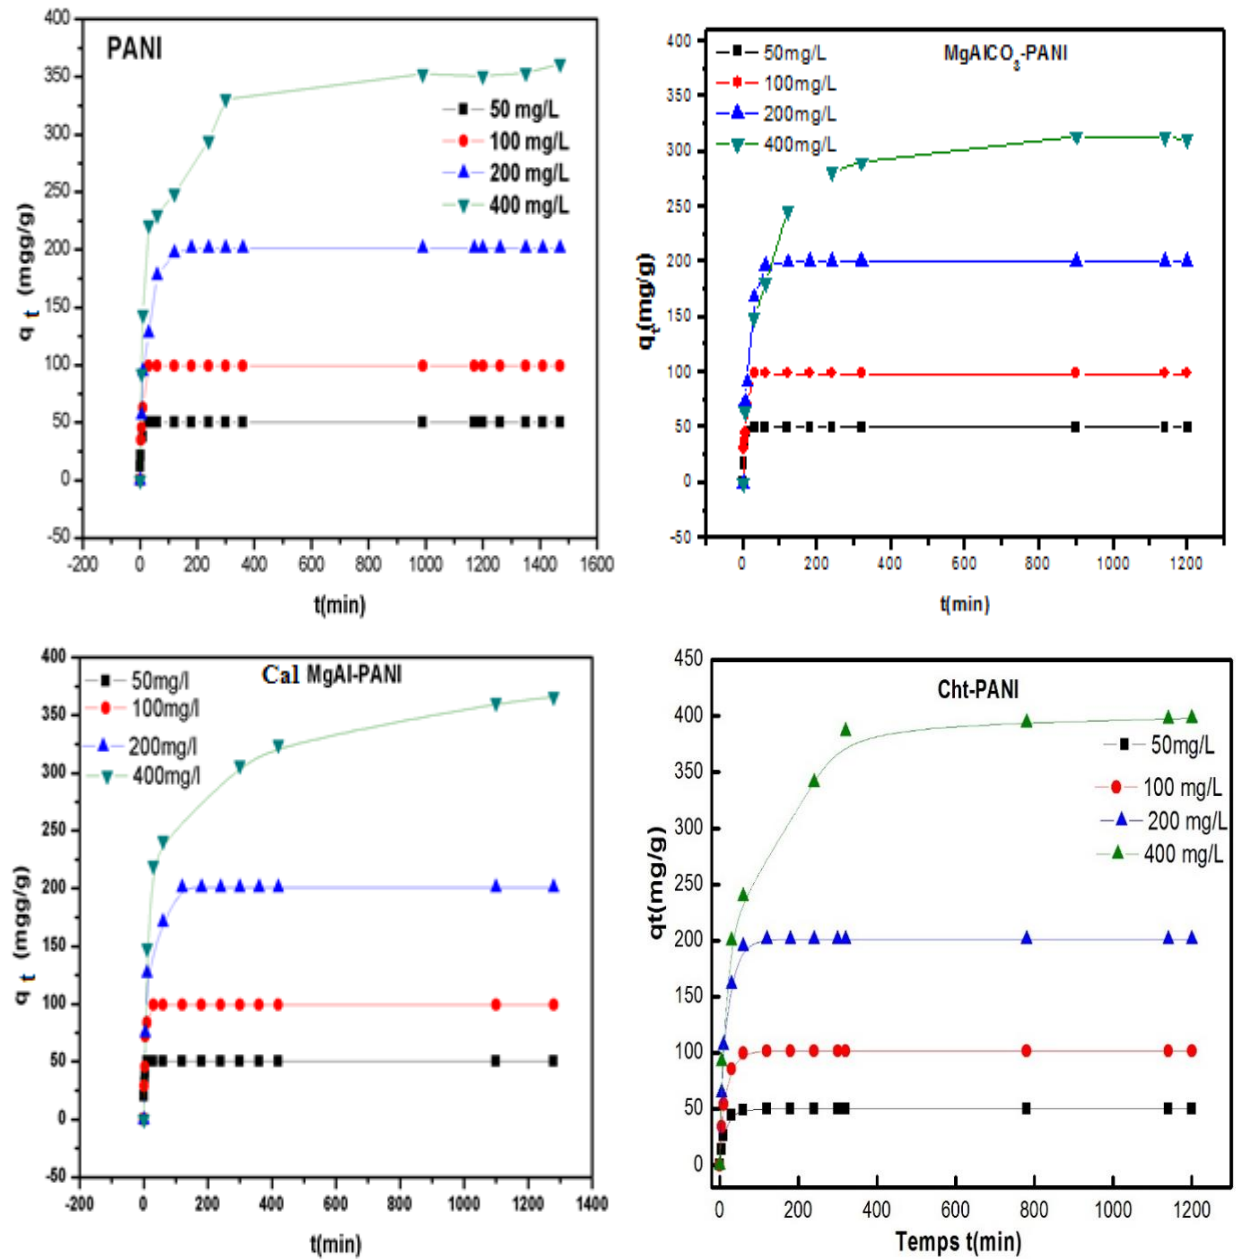 PANI
50 mg/L
100 mg/L
200 mg/L
400 mg/L
400
350
300
250
200
150
100
50
0
-50
q t (mgg/g)
-200 0 200 400 600 800 1000 1200 1400 1600
t(min)
MgAlCO3-PANI
50mg/L
100mg/L
200mg/L
400mg/L
400
350
300
250
200
150
100
50
0
-50
qt(mg/g)
0 200 400 600 800 1000 1200
t(min)
Cal MgAl-PANI
50mg/l
100mg/l
200mg/l
400mg/l
400
350
300
250
200
150
100
50
0
-50
q t (mgg/g)
-200 0 200 400 600 800 1000 1200 1400
t(min)
Cht-PANI
50mg/L
100 mg/L
200 mg/L
400 mg/L
450
400
350
300
250
200
150
100
50
0
qt(mg/g)
0 200 400 600 800 1000 1200
Temps t(min)